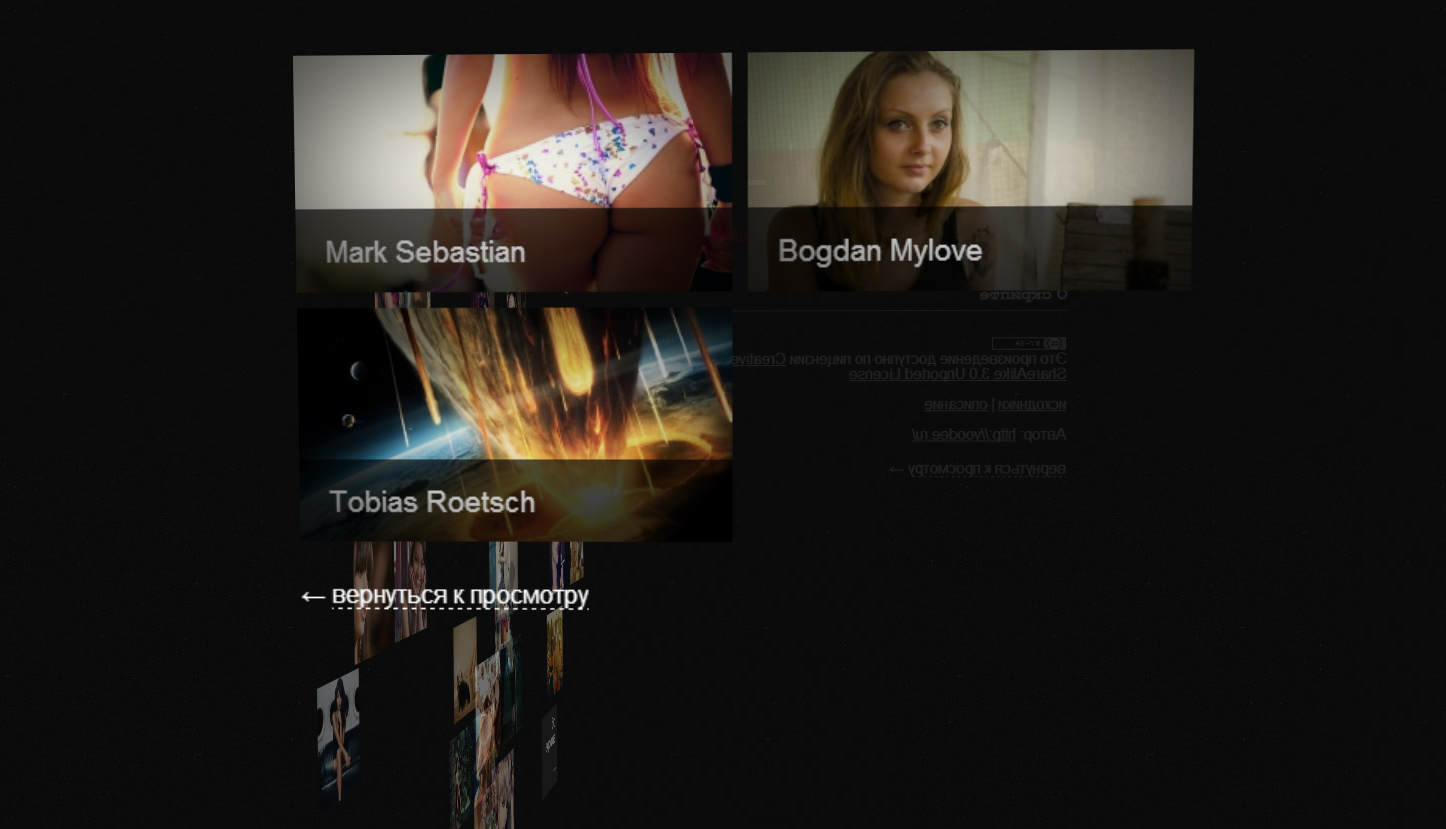 Mark Sebastian
Bogdan Mylove
О скрипте
Это произведение доступно по лицензии Creative
ShareAlike 3.0 Unported License
исходники | описание
Tobias Roetsch
Автор: http://voodee.ru/
вернуться к просмотру →
← вернуться к просмотру